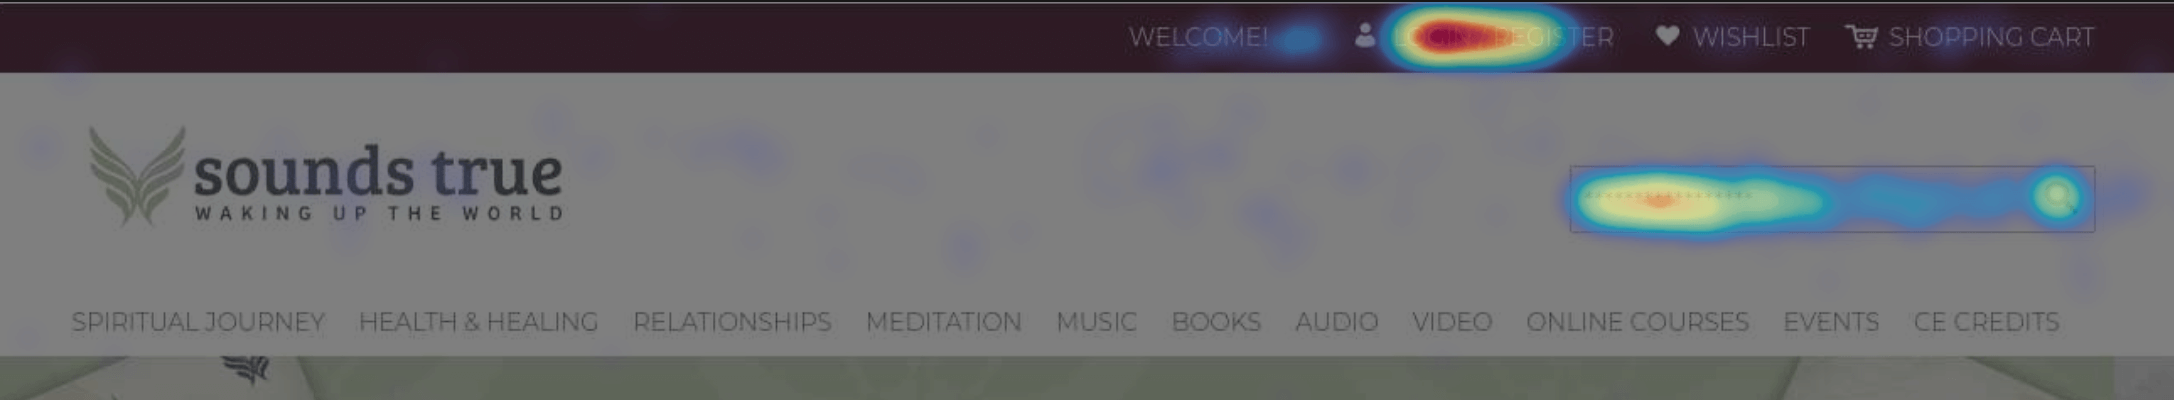 WELCOME! LOGIN / REGISTER WISHLIST SHOPPING CART
sounds true
WAKING UP THE WORLD
SPIRITUAL JOURNEY HEALTH & HEALING RELATIONSHIPS MEDITATION MUSIC BOOKS AUDIO VIDEO ONLINE COURSES EVENTS CE CREDITS